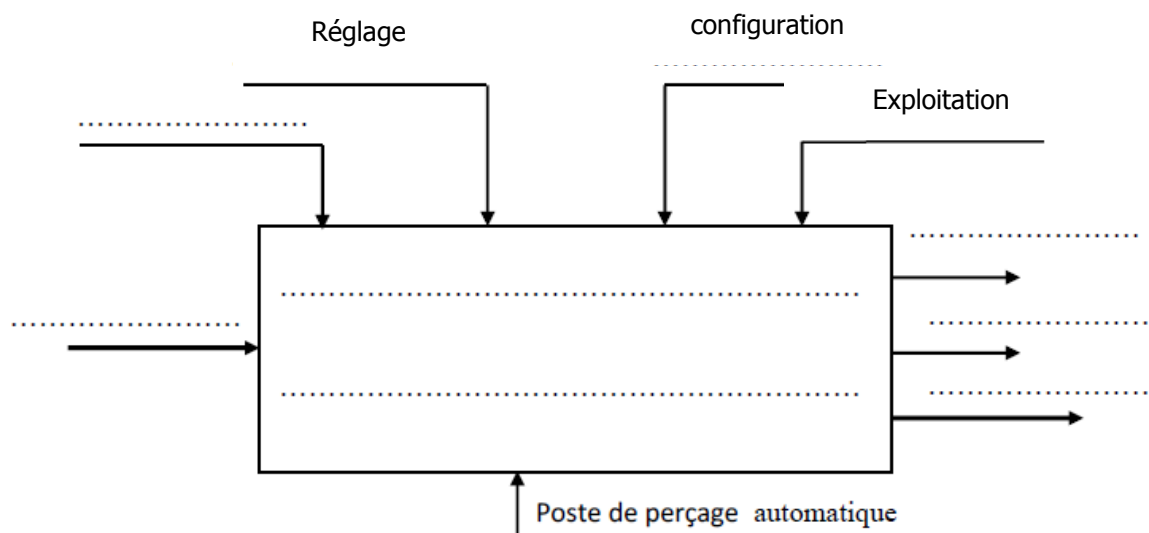 Réglage
configuration
Exploitation
Poste de perçage automatique